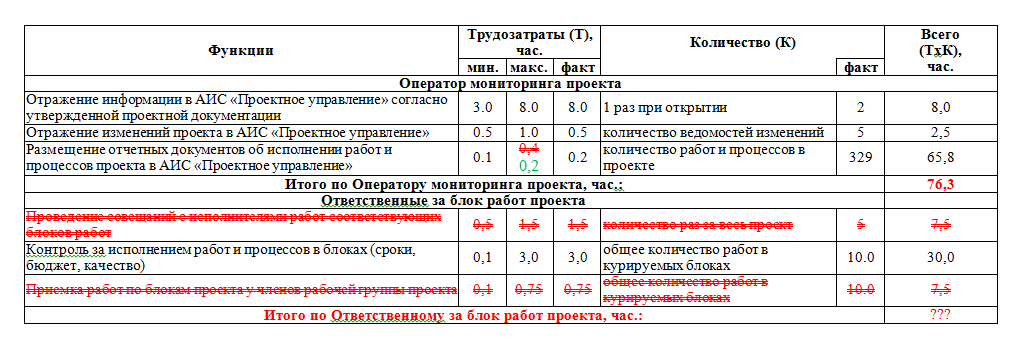 Функции
Трудозатраты (Т), час.
Количество (К)
Всего (ТхК), час.
мин. макс. факт
факт
Оператор мониторинга проекта
Отражение информации в АИС «Проектное управление» согласно
утвержденной проектной документации
3.0 8.0 8.0 1 раз при открытии 2 8,0
Отражение изменений проекта в АИС «Проектное управление» 0.5 1.0 0.5 количество ведомостей изменений 5 2,5
Размещение отчетных документов об исполнении работ и
процессов проекта в АИС «Проектное управление»
0.1 0,4
0,2
0.2 количество работ и процессов в
проекте
329 65,8
Итого по Оператору мониторинга проекта, час.: 76,3
Ответственные за блок работ проекта
Проведение совещаний с исполнителями работ соответствующих
блоков работ
0,5 1,5 1,5 количество раз за весь проект 5 7,5
Контроль за исполнением работ и процессов в блоках (сроки,
бюджет, качество)
0,1 3,0 3,0 общее количество работ в
курируемых блоках
10.0 30,0
Приемка работ по блокам проекта у членов рабочей группы проекта 0,1 0,75 0,75 общее количество работ в
курируемых блоках
10.0 7,5
Итого по Ответственному за блок работ проекта, час.: ???